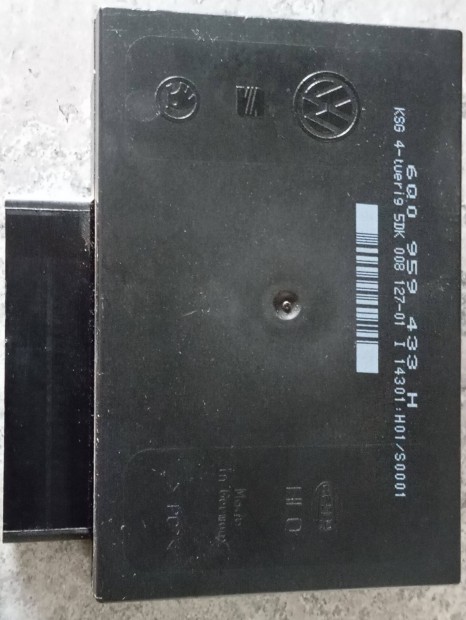 6Q0 959 433 H
KSG 4-tuerig 5DK 008 127-01 I 14301:H01/S0001
Made
in Germany